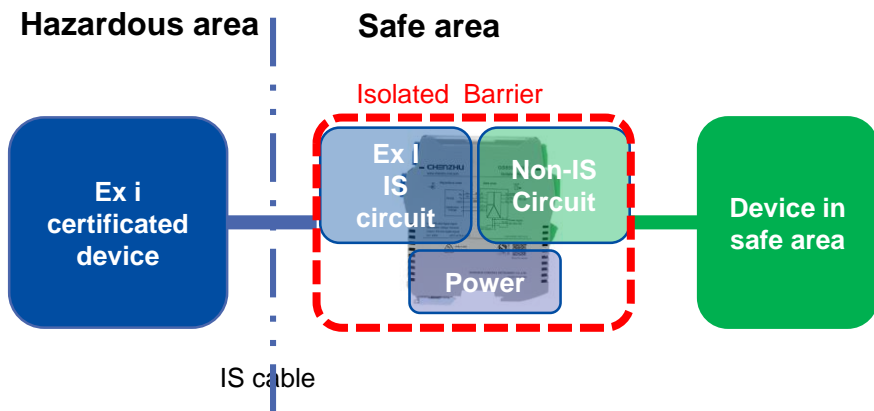 Hazardous area
Safe area
Isolated Barrier
Ex i
certificated
device
Ex I
IS
circuit
CHENZHU
Non-IS
Circuit
Power
Device in
safe area
IS cable